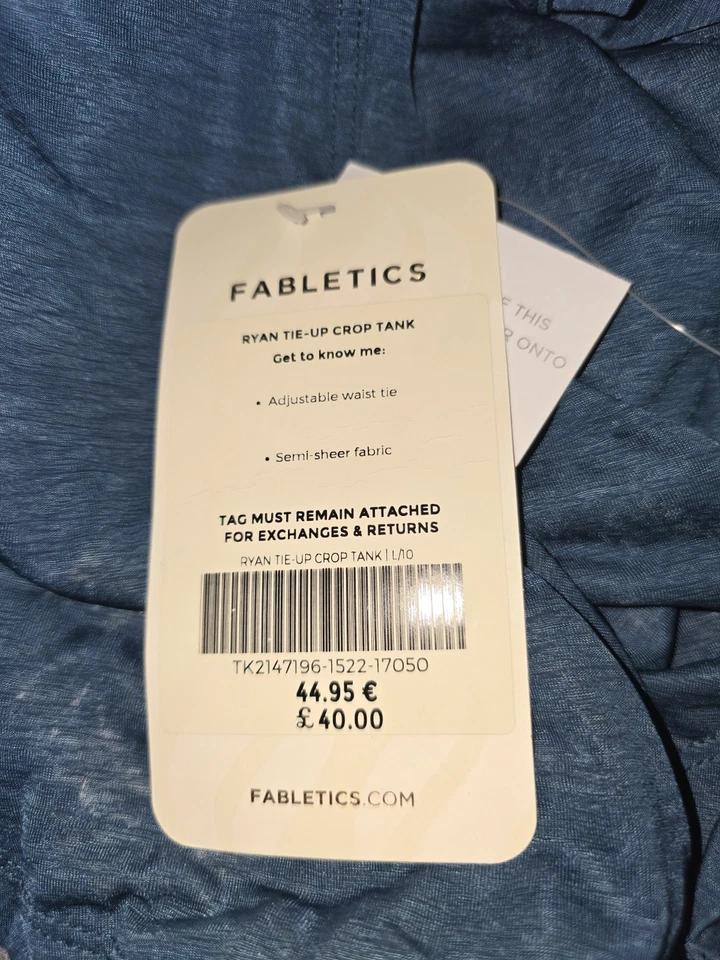 FABLETICS
RYAN TIE-UP CROP TANK
Get to know me:
• Adjustable waist tie
• Semi-sheer fabric
TAG MUST REMAIN ATTACHED
FOR EXCHANGES & RETURNS
RYAN TIE-UP CROP TANK | L/10
TK2147196-1522-17050
44.95 €
£40.00
FABLETICS.COM
THIS
ONTO